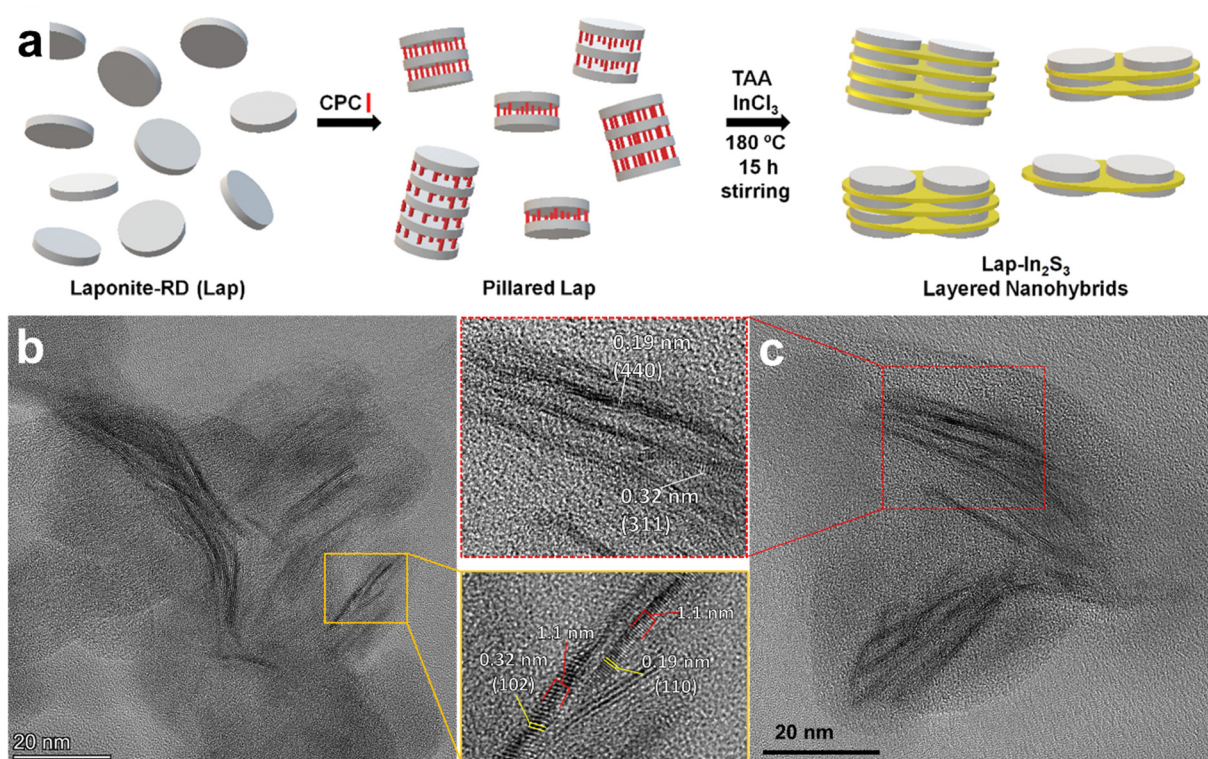 a
CPC
TAA
InCl₃
180 ºC
15 h
stirring
Laponite-RD (Lap)
Pillared Lap
Lap-In₂S₃
Layered Nanohybrids
b
20 nm
0.19 nm
(440)
0.32 nm
(311)
1.1 nm
1.1 nm
0.32 nm
(102)
0.19 nm
(110)
c
20 nm